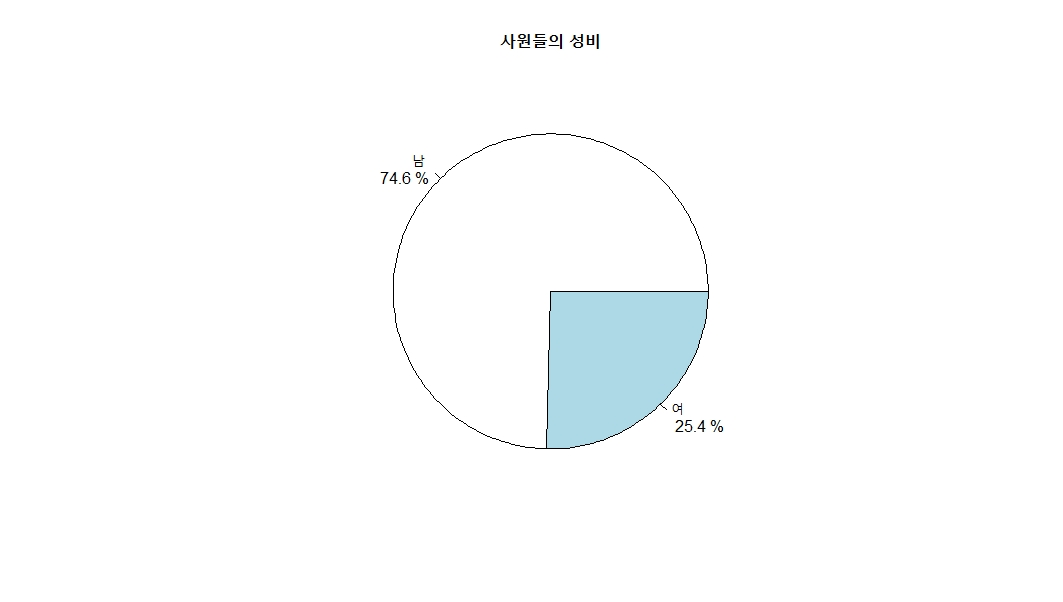 사원들의 성비
남
74.6 %
여
25.4 %